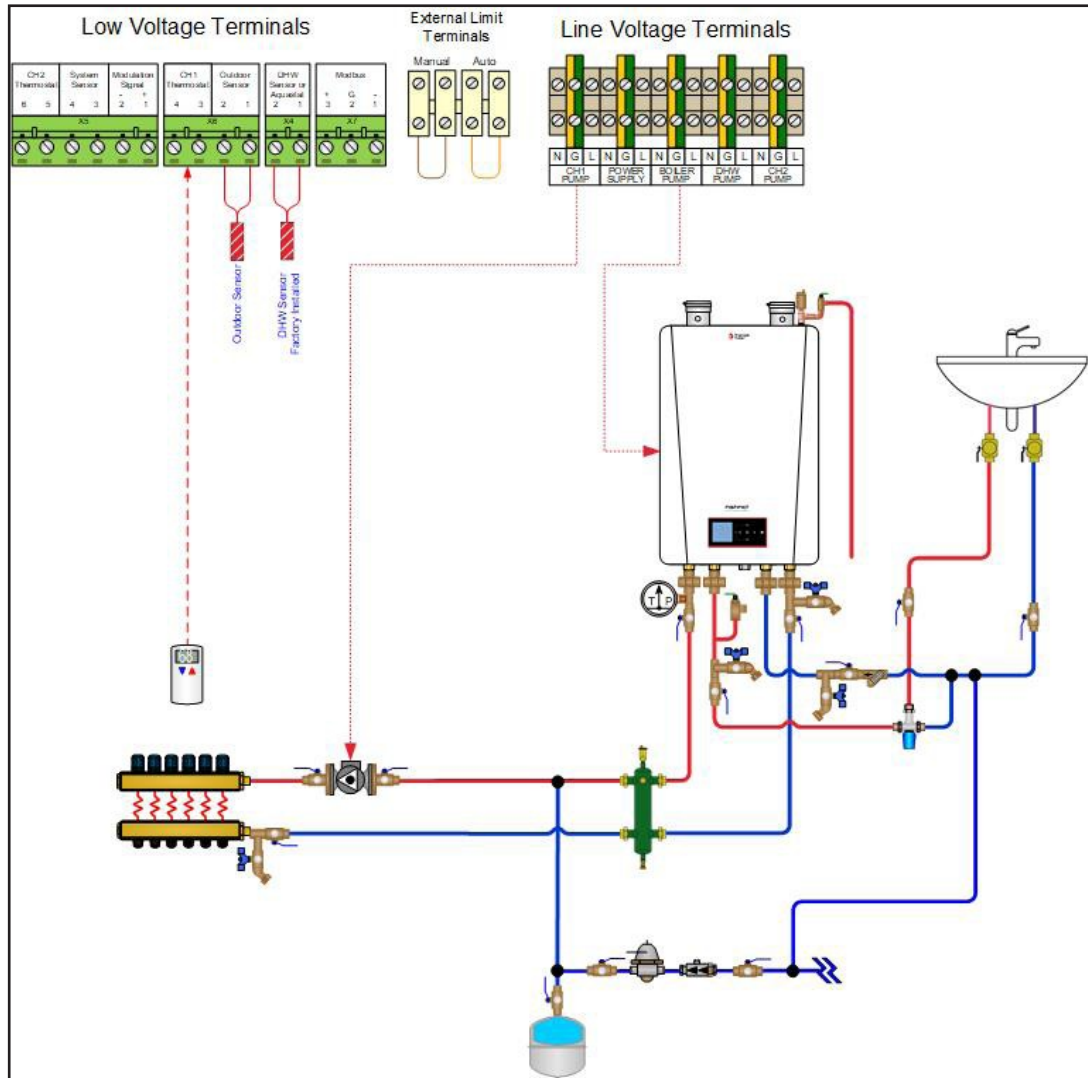 Low Voltage Terminals
External Limit
Terminals
Line Voltage Terminals
Manual Auto
CH2
Thermostat
6 5
System
Sensor
4 3
Modulation
Signal
- +
2 1
X5
CH1
Thermostat
4 3
Outdoor
Sensor
2 1
X6
DHW
Sensor or
Aquastat
2 1
X4
Modbus
+ G -
3 2 1
X7
N G L N G L N G L N G L N G L
CH1
PUMP
POWER
SUPPLY
BOILER
PUMP
DHW
PUMP
CH2
PUMP
Outdoor Sensor
DHW Sensor
Factory Installed
T P